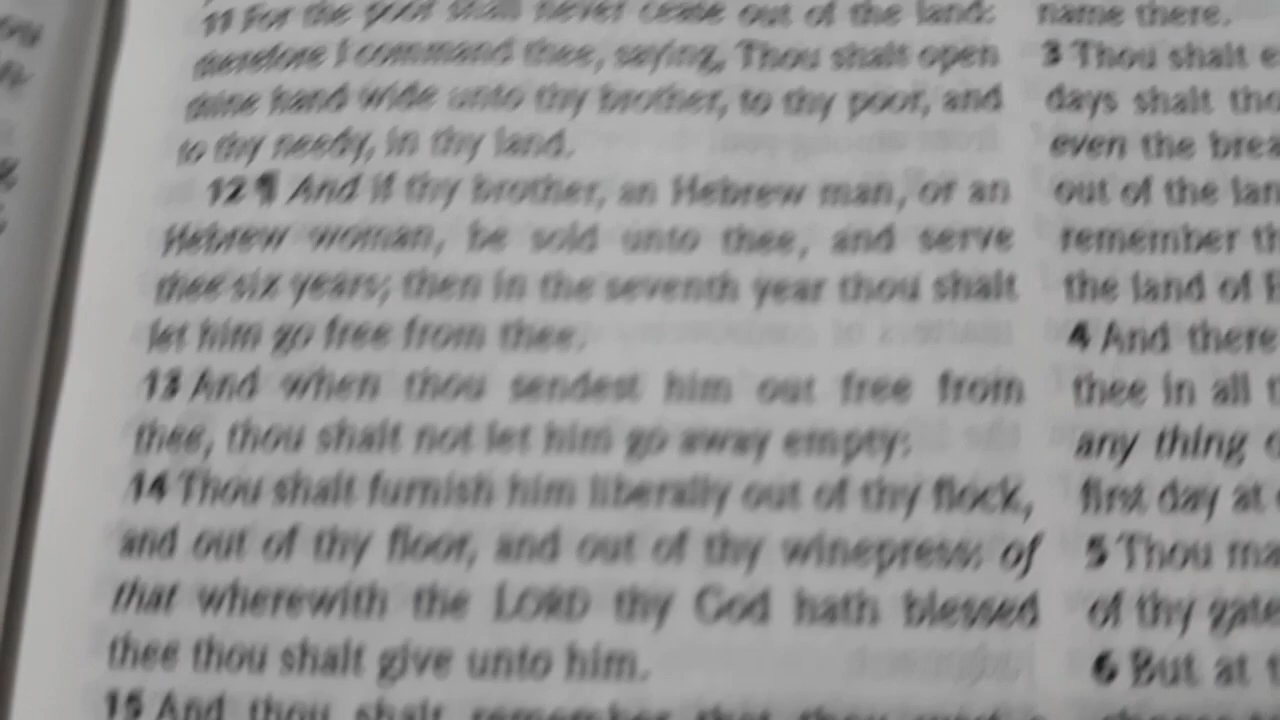 11 For the poor shall never cease out of the land:
therefore I command thee, saying, Thou shalt open
thine hand wide unto thy brother, to thy poor, and
to thy needy, in thy land.
12 ¶ And if thy brother, an Hebrew man, or an
Hebrew woman, be sold unto thee, and serve
thee six years; then in the seventh year thou shalt
let him go free from thee.
13 And when thou sendest him out free from
thee, thou shalt not let him go away empty:
14 Thou shalt furnish him liberally out of thy flock,
and out of thy floor, and out of thy winepress: of
that wherewith the LORD thy God hath blessed
thee thou shalt give unto him.
15 And thou shalt remember that thou
name there.
3 Thou shalt
days shalt
even the
out of the
remember
the land of
4 And there
thee in all
any thing
first day at
5 Thou
of thy
6 But at